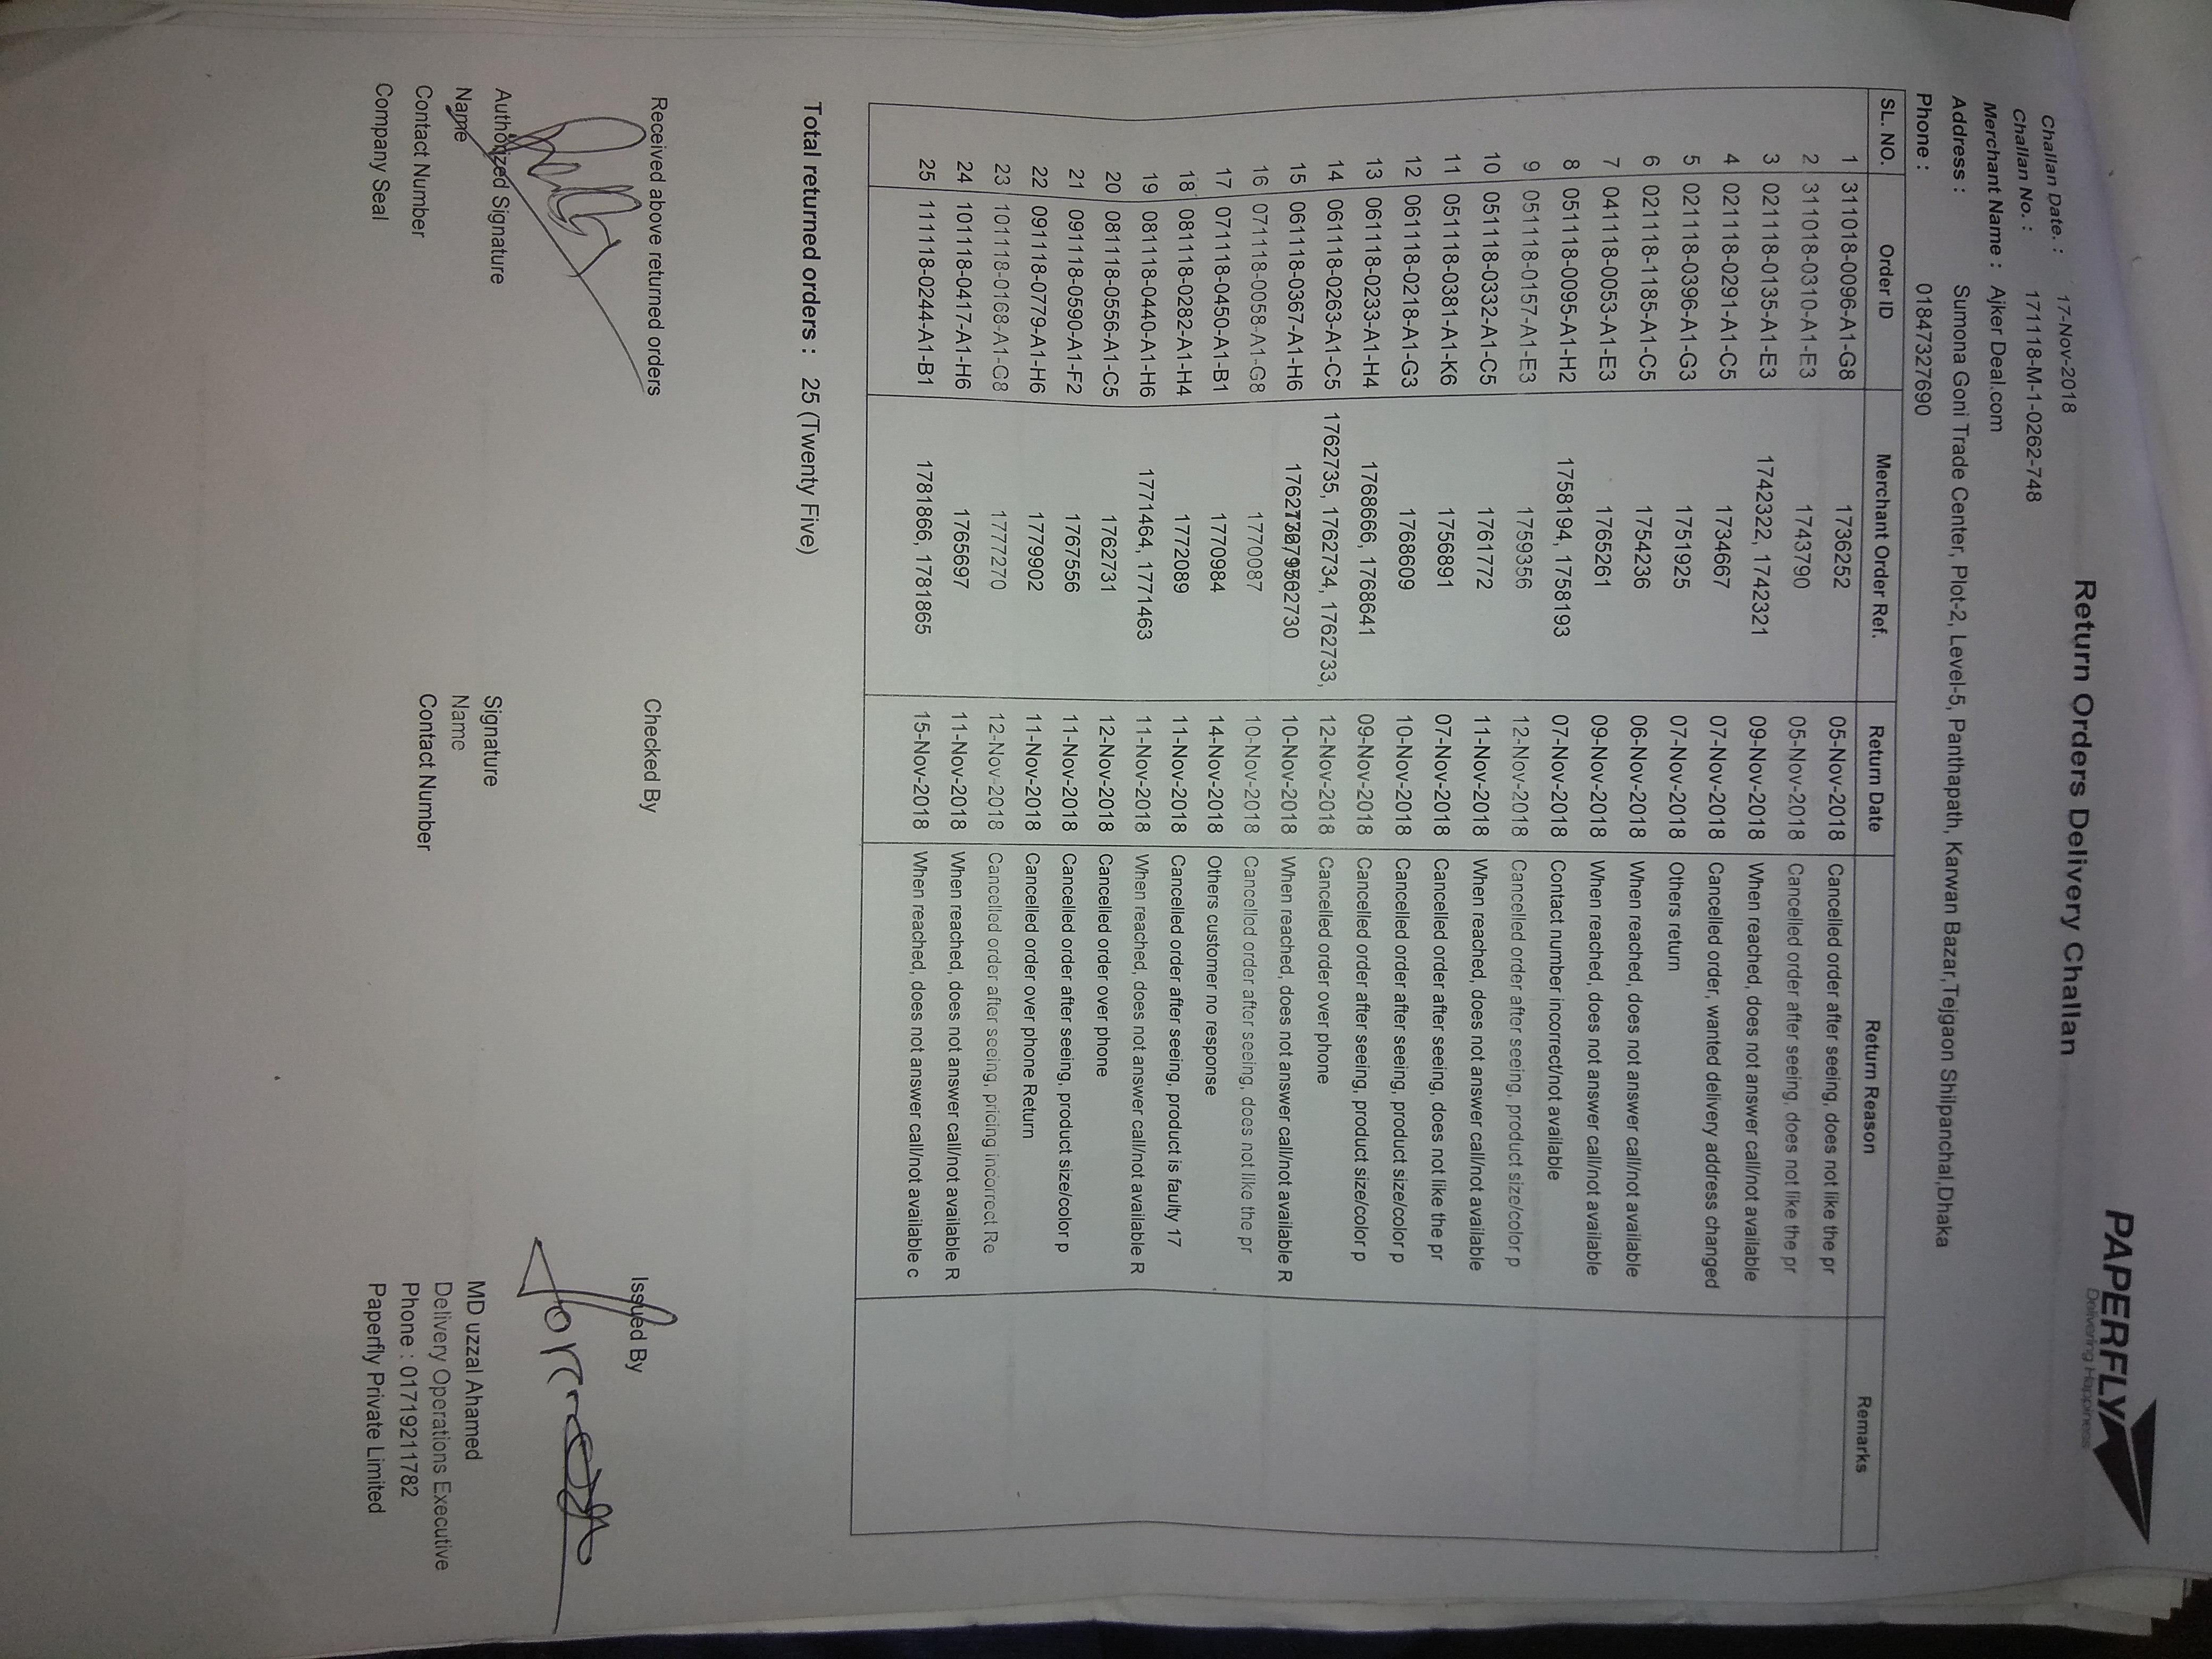 PAPERFLY
Delivering Happiness
Return Orders Delivery Challan
Challan Date. : 17-Nov-2018
Challan No. : 171118-M-1-0262-748
Merchant Name : Ajker Deal.com
Address : Sumona Goni Trade Center, Plot-2, Level-5, Panthapath, Karwan Bazar,Tejgaon Shilpanchal,Dhaka
Phone : 01847327690
SL. NO. Order ID Merchant Order Ref. Return Date Return Reason Remarks
1 311018-0096-A1-G8 1736252 05-Nov-2018 Cancelled order after seeing, does not like the pr
2 311018-0310-A1-E3 1743790 05-Nov-2018 Cancelled order after seeing, does not like the pr
3 021118-0135-A1-E3 1742322, 1742321 09-Nov-2018 When reached, does not answer call/not available
4 021118-0291-A1-C5 1734667 07-Nov-2018 Cancelled order, wanted delivery address changed
5 021118-0396-A1-G3 1751925 07-Nov-2018 Others return
6 021118-1185-A1-C5 1754236 06-Nov-2018 When reached, does not answer call/not available
7 041118-0053-A1-E3 1765261 09-Nov-2018 When reached, does not answer call/not available
8 051118-0095-A1-H2 1758194, 1758193 07-Nov-2018 Contact number incorrect/not available
9 051118-0157-A1-E3 1759356 12-Nov-2018 Cancelled order after seeing, product size/color p
10 051118-0332-A1-C5 1761772 11-Nov-2018 When reached, does not answer call/not available
11 051118-0381-A1-K6 1756891 07-Nov-2018 Cancelled order after seeing, does not like the pr
12 061118-0218-A1-G3 1768609 10-Nov-2018 Cancelled order after seeing, product size/color p
13 061118-0233-A1-H4 1768666, 1768641 09-Nov-2018 Cancelled order after seeing, product size/color p
14 061118-0263-A1-C5 1762735, 1762734, 1762733, 12-Nov-2018 Cancelled order over phone
15 061118-0367-A1-H6 10-Nov-2018 When reached, does not answer call/not available R
16 071118-0058-A1-G8 1770087 10-Nov-2018 Cancelled order after seeing, does not like the pr
17 071118-0450-A1-B1 1770984 14-Nov-2018 Others customer no response
18 081118-0282-A1-H4 1772089 11-Nov-2018 Cancelled order after seeing, product is faulty 17
19 081118-0440-A1-H6 1771464, 1771463 11-Nov-2018 When reached, does not answer call/not available R
20 081118-0556-A1-C5 1762731 12-Nov-2018 Cancelled order over phone
21 091118-0590-A1-F2 1767556 11-Nov-2018 Cancelled order after seeing, product size/color p
22 091118-0779-A1-H6 1779902 11-Nov-2018 Cancelled order over phone Return
23 101118-0168-A1-G8 1777270 12-Nov-2018 Cancelled order after seeing, pricing incorrect Re
24 101118-0417-A1-H6 1765697 11-Nov-2018 When reached, does not answer call/not available R
25 111118-0244-A1-B1 1781866, 1781865 15-Nov-2018 When reached, does not answer call/not available c
Total returned orders : 25 (Twenty Five)
Received above returned orders Checked By Issued By
Authorized Signature Signature MD uzzal Ahamed
Name Name Delivery Operations Executive
Contact Number Contact Number Phone : 01719211782
Company Seal Paperfly Private Limited